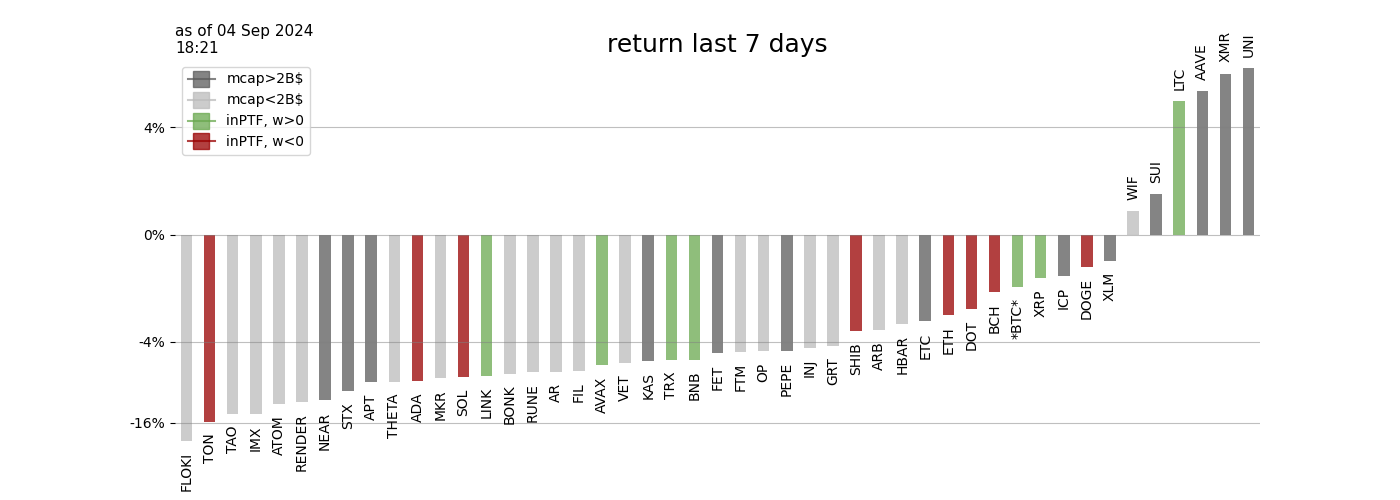 as of 04 Sep 2024
18:21
return last 7 days
mcap>2B$
mcap<2B$
inPTF, w>0
inPTF, w<0
4%
0%
-4%
-16%
FLOKI
TON
TAO
IMX
ATOM
RENDER
NEAR
STX
APT
THETA
ADA
MKR
SOL
LINK
BONK
RUNE
AR
FIL
AVAX
VET
KAS
TRX
BNB
FET
FTM
OP
PEPE
INJ
GRT
SHIB
ARB
HBAR
ETC
ETH
DOT
BCH
*BTC*
XRP
ICP
DOGE
XLM
WIF
SUI
LTC
AAVE
XMR
UNI